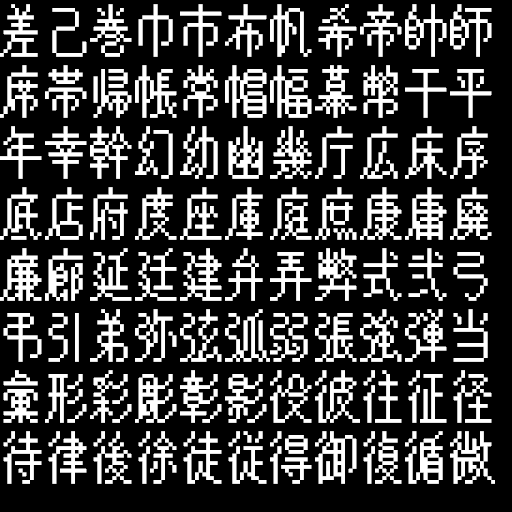 差己巻巾市布帆希帝帥師
席帯帰帳常帽幅幕幣干平
年幸幹幻幼幽幾庁広床序
底店府度座庫庭庶康庸廃
廉廊延廷建弁弄弊式弐弓
弔引弟弥弦弧弱張強弾当
彙形彩彫彰影役彼往征径
待律後徐徒従得御復循微